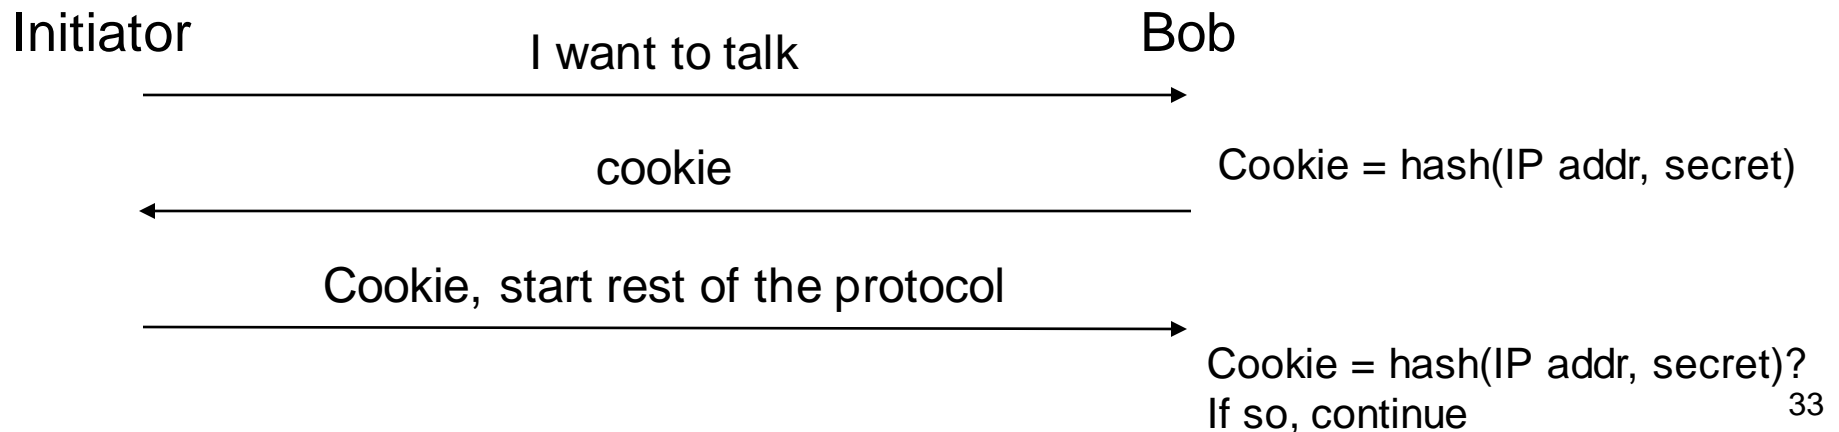 Initiator
Bob
I want to talk
cookie
Cookie = hash(IP addr, secret)
Cookie, start rest of the protocol
Cookie = hash(IP addr, secret)?
If so, continue
33